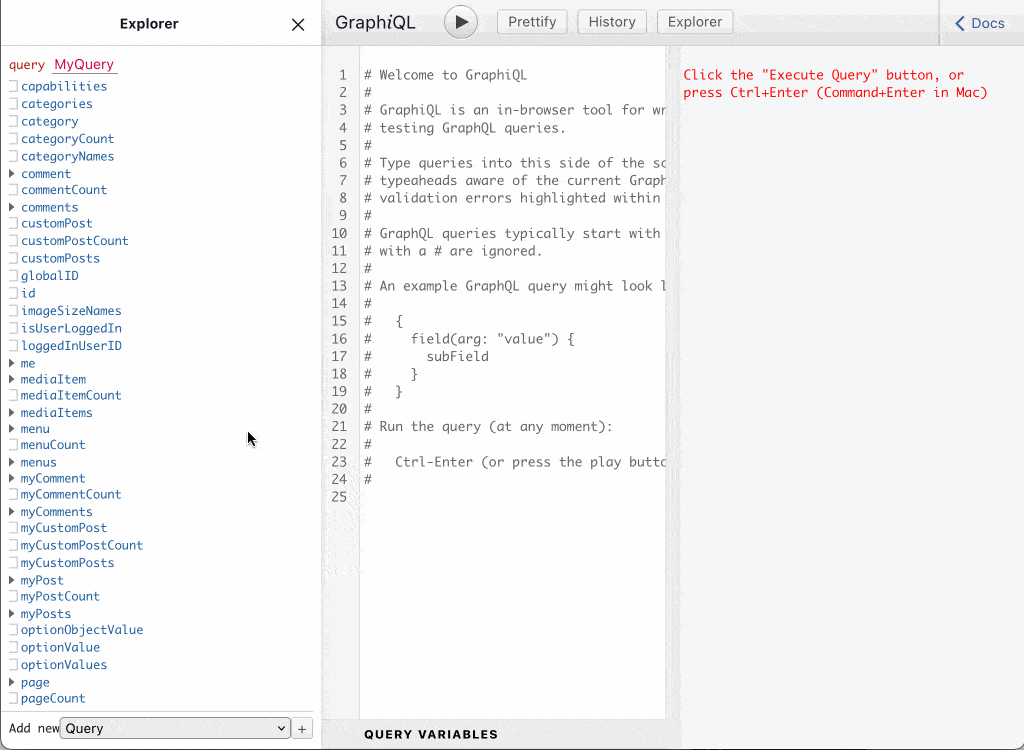 Explorer
GraphiQL
Prettify
History
Explorer
Docs
query MyQuery
capabilities
categories
category
categoryCount
categoryNames
comment
commentCount
comments
customPost
customPostCount
customPosts
globalID
id
imageSizeNames
isUserLoggedIn
loggedInUserID
me
mediaItem
mediaItemCount
mediaItems
menu
menuCount
menus
myComment
myCommentCount
myComments
myCustomPost
myCustomPostCount
myCustomPosts
myPost
myPostCount
myPosts
optionObjectValue
optionValue
optionValues
page
pageCount
Add new Query +
1 # Welcome to GraphiQL
2 #
3 # GraphiQL is an in-browser tool for wr
4 # testing GraphQL queries.
5 #
6 # Type queries into this side of the sc
7 # typeaheads aware of the current Graph
8 # validation errors highlighted within
9 #
10 # GraphQL queries typically start with
11 # with a # are ignored.
12 #
13 # An example GraphQL query might look l
14 #
15 #   {
16 #     field(arg: "value") {
17 #       subField
18 #     }
19 #   }
20 #
21 # Run the query (at any moment):
22 #
23 #   Ctrl-Enter (or press the play butto
24 #
25
QUERY VARIABLES
Click the "Execute Query" button, or
press Ctrl+Enter (Command+Enter in Mac)